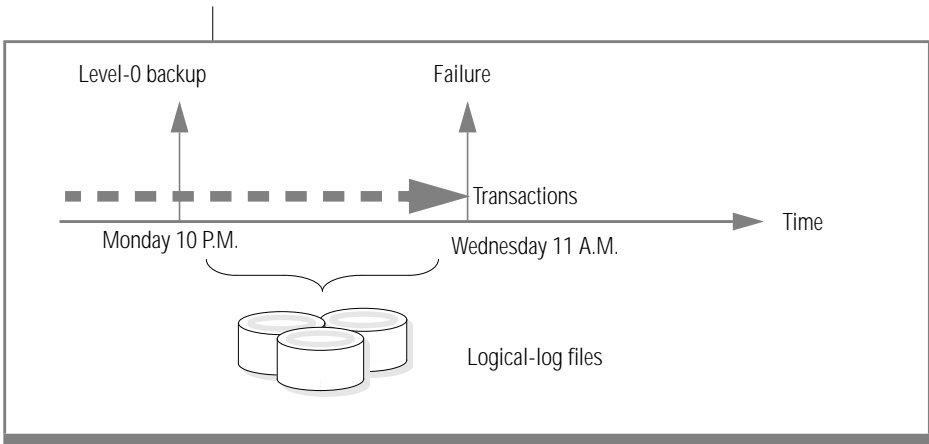 Level-0 backup
Failure
Transactions
Time
Monday 10 P.M.
Wednesday 11 A.M.
Logical-log files